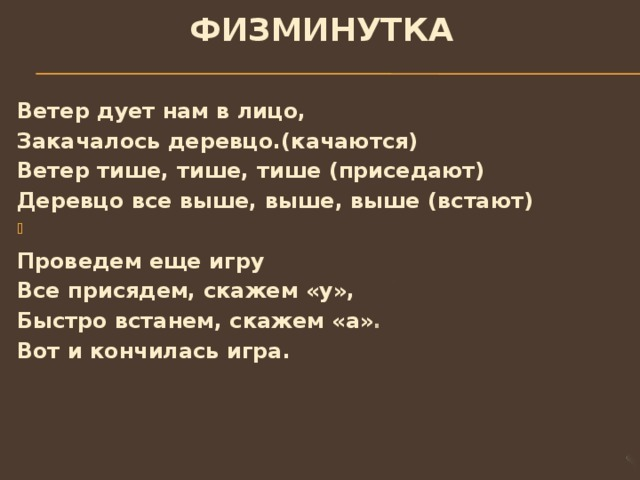 ФИЗМИНУТКА
Ветер дует нам в лицо,
Закачалось деревцо.(качаются)
Ветер тише, тише, тише (приседают)
Деревцо все выше, выше, выше (встают)
Проведем еще игру
Все присядем, скажем «у»,
Быстро встанем, скажем «а».
Вот и кончилась игра.